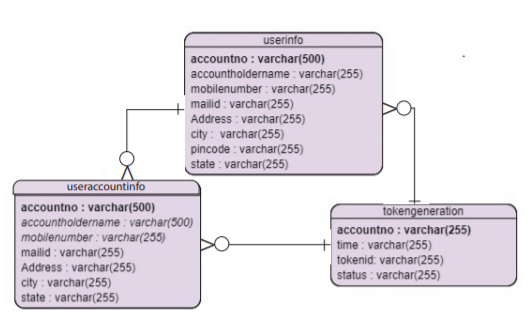 userinfo
accountno : varchar(500)
accountholdername : varchar(255)
mobilenumber : varchar(255)
mailid : varchar(255)
Address : varchar(255)
city : varchar(255)
pincode : varchar(255)
state : varchar(255)
useraccountinfo
accountno : varchar(500)
accountholdername : varchar(500)
mobilenumber : varchar(255)
mailid : varchar(255)
Address : varchar(255)
city : varchar(255)
state : varchar(255)
tokengeneration
accountno : varchar(255)
time : varchar(255)
tokenid: varchar(255)
status : varchar(255)